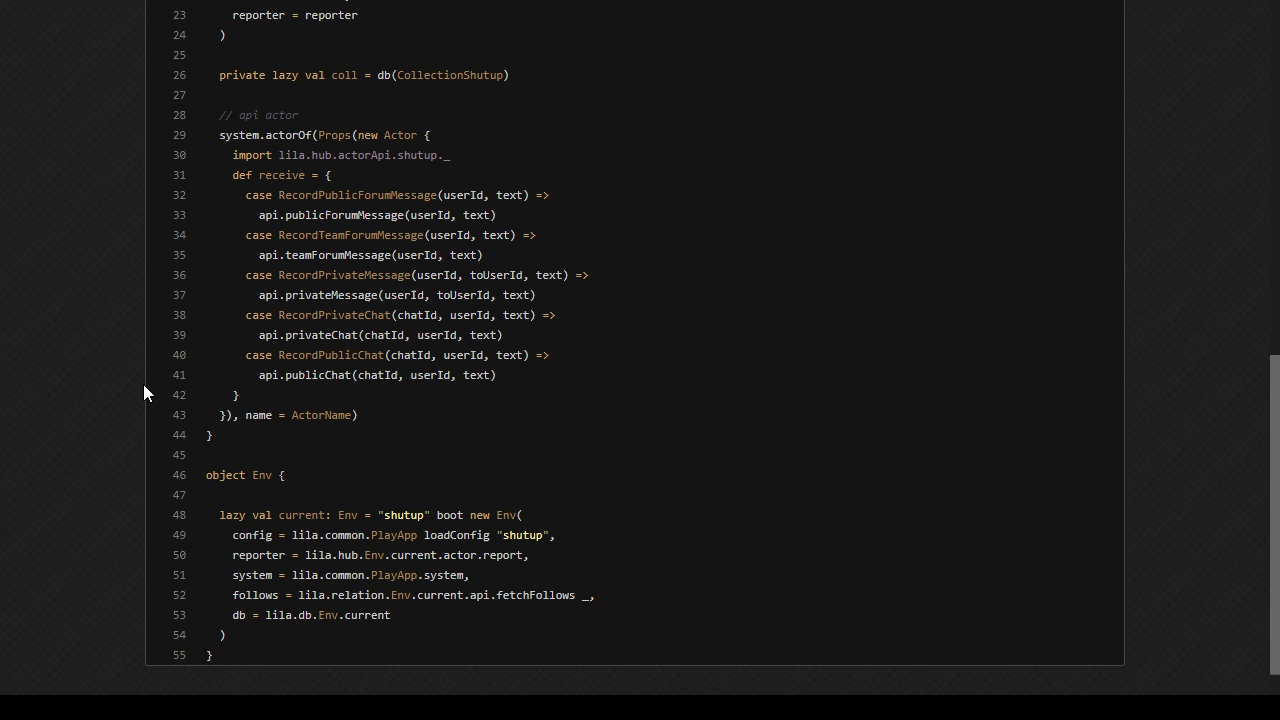 23 reporter = reporter
24 )
25
26 private lazy val coll = db(CollectionShutup)
27
28 // api actor
29 system.actorOf(Props(new Actor {
30 import lila.hub.actorApi.shutup._
31 def receive = {
32 case RecordPublicForumMessage(userId, text) =>
33 api.publicForumMessage(userId, text)
34 case RecordTeamForumMessage(userId, text) =>
35 api.teamForumMessage(userId, text)
36 case RecordPrivateMessage(userId, toUserId, text) =>
37 api.privateMessage(userId, toUserId, text)
38 case RecordPrivateChat(chatId, userId, text) =>
39 api.privateChat(chatId, userId, text)
40 case RecordPublicChat(chatId, userId, text) =>
41 api.publicChat(chatId, userId, text)
42 }
43 }), name = ActorName)
44 }
45
46 object Env {
47
48 lazy val current: Env = "shutup" boot new Env(
49 config = lila.common.PlayApp loadConfig "shutup",
50 reporter = lila.hub.Env.current.actor.report,
51 system = lila.common.PlayApp.system,
52 follows = lila.relation.Env.current.api.fetchFollows _,
53 db = lila.db.Env.current
54 )
55 }